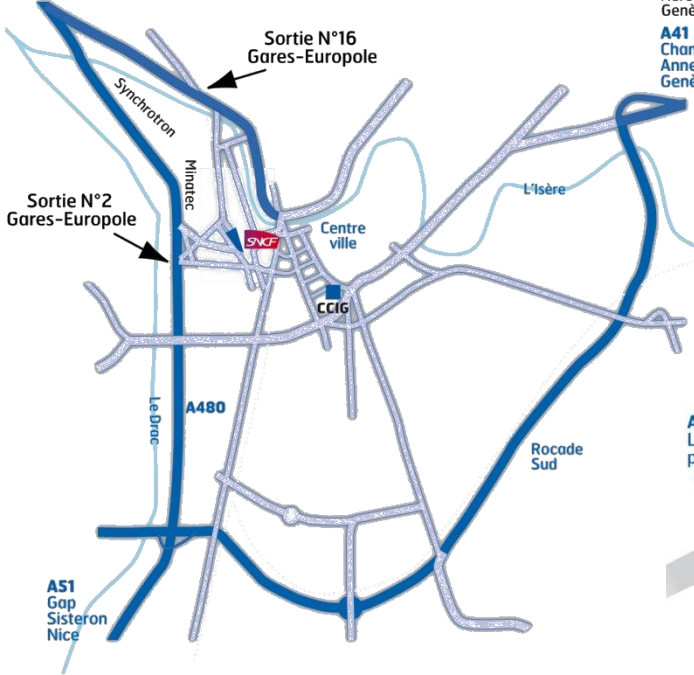 Genè
A41
Cham
Anne
Genè
Sortie N°16
Gares-Europole
Synchrotron
Minatec
L'Isère
Sortie N°2
Gares-Europole
SNCF
Centre
ville
CCIG
Le Drac
A480
A
L
p
Rocade
Sud
A51
Gap
Sisteron
Nice